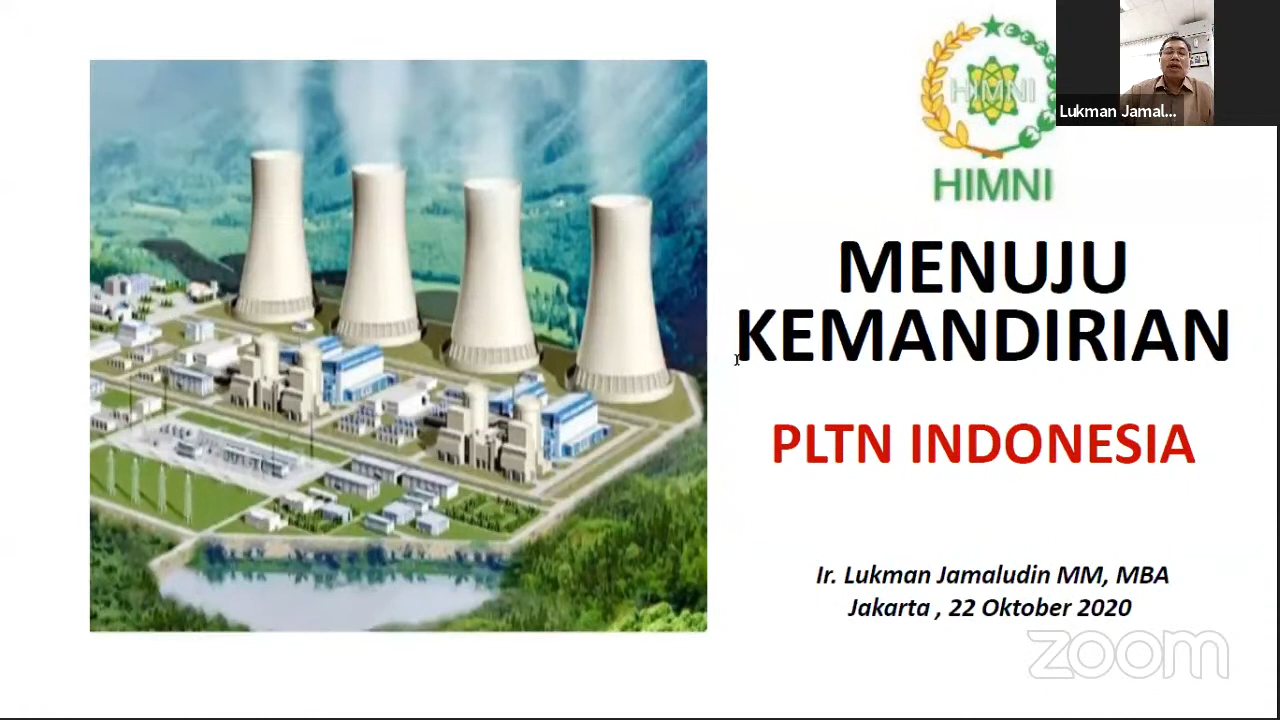 HIMNI
Lukman Jamal...
HIMNI
MENUJU
KEMANDIRIAN
PLTN INDONESIA
Ir. Lukman Jamaludin MM, MBA
Jakarta , 22 Oktober 2020
zoom